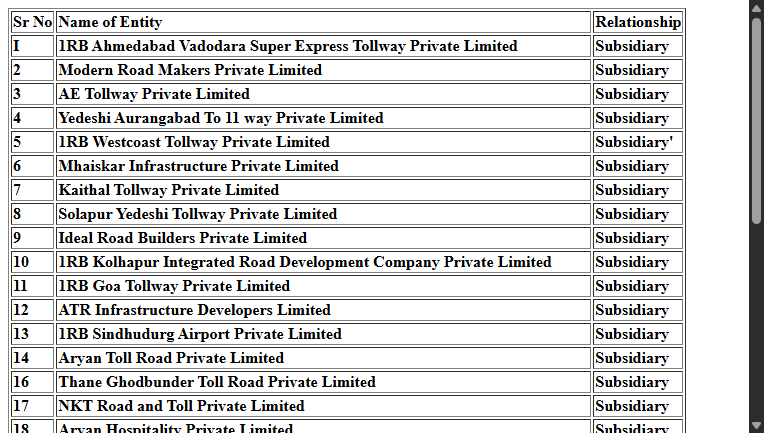 Sr No Name of Entity Relationship
I 1RB Ahmedabad Vadodara Super Express Tollway Private Limited Subsidiary
2 Modern Road Makers Private Limited Subsidiary
3 AE Tollway Private Limited Subsidiary
4 Yedeshi Aurangabad To 11 way Private Limited Subsidiary
5 1RB Westcoast Tollway Private Limited Subsidiary'
6 Mhaiskar Infrastructure Private Limited Subsidiary
7 Kaithal Tollway Private Limited Subsidiary
8 Solapur Yedeshi Tollway Private Limited Subsidiary
9 Ideal Road Builders Private Limited Subsidiary
10 1RB Kolhapur Integrated Road Development Company Private Limited Subsidiary
11 1RB Goa Tollway Private Limited Subsidiary
12 ATR Infrastructure Developers Limited Subsidiary
13 1RB Sindhudurg Airport Private Limited Subsidiary
14 Aryan Toll Road Private Limited Subsidiary
16 Thane Ghodbunder Toll Road Private Limited Subsidiary
17 NKT Road and Toll Private Limited Subsidiary
18 Aryan Hospitality Private Limited Subsidiary